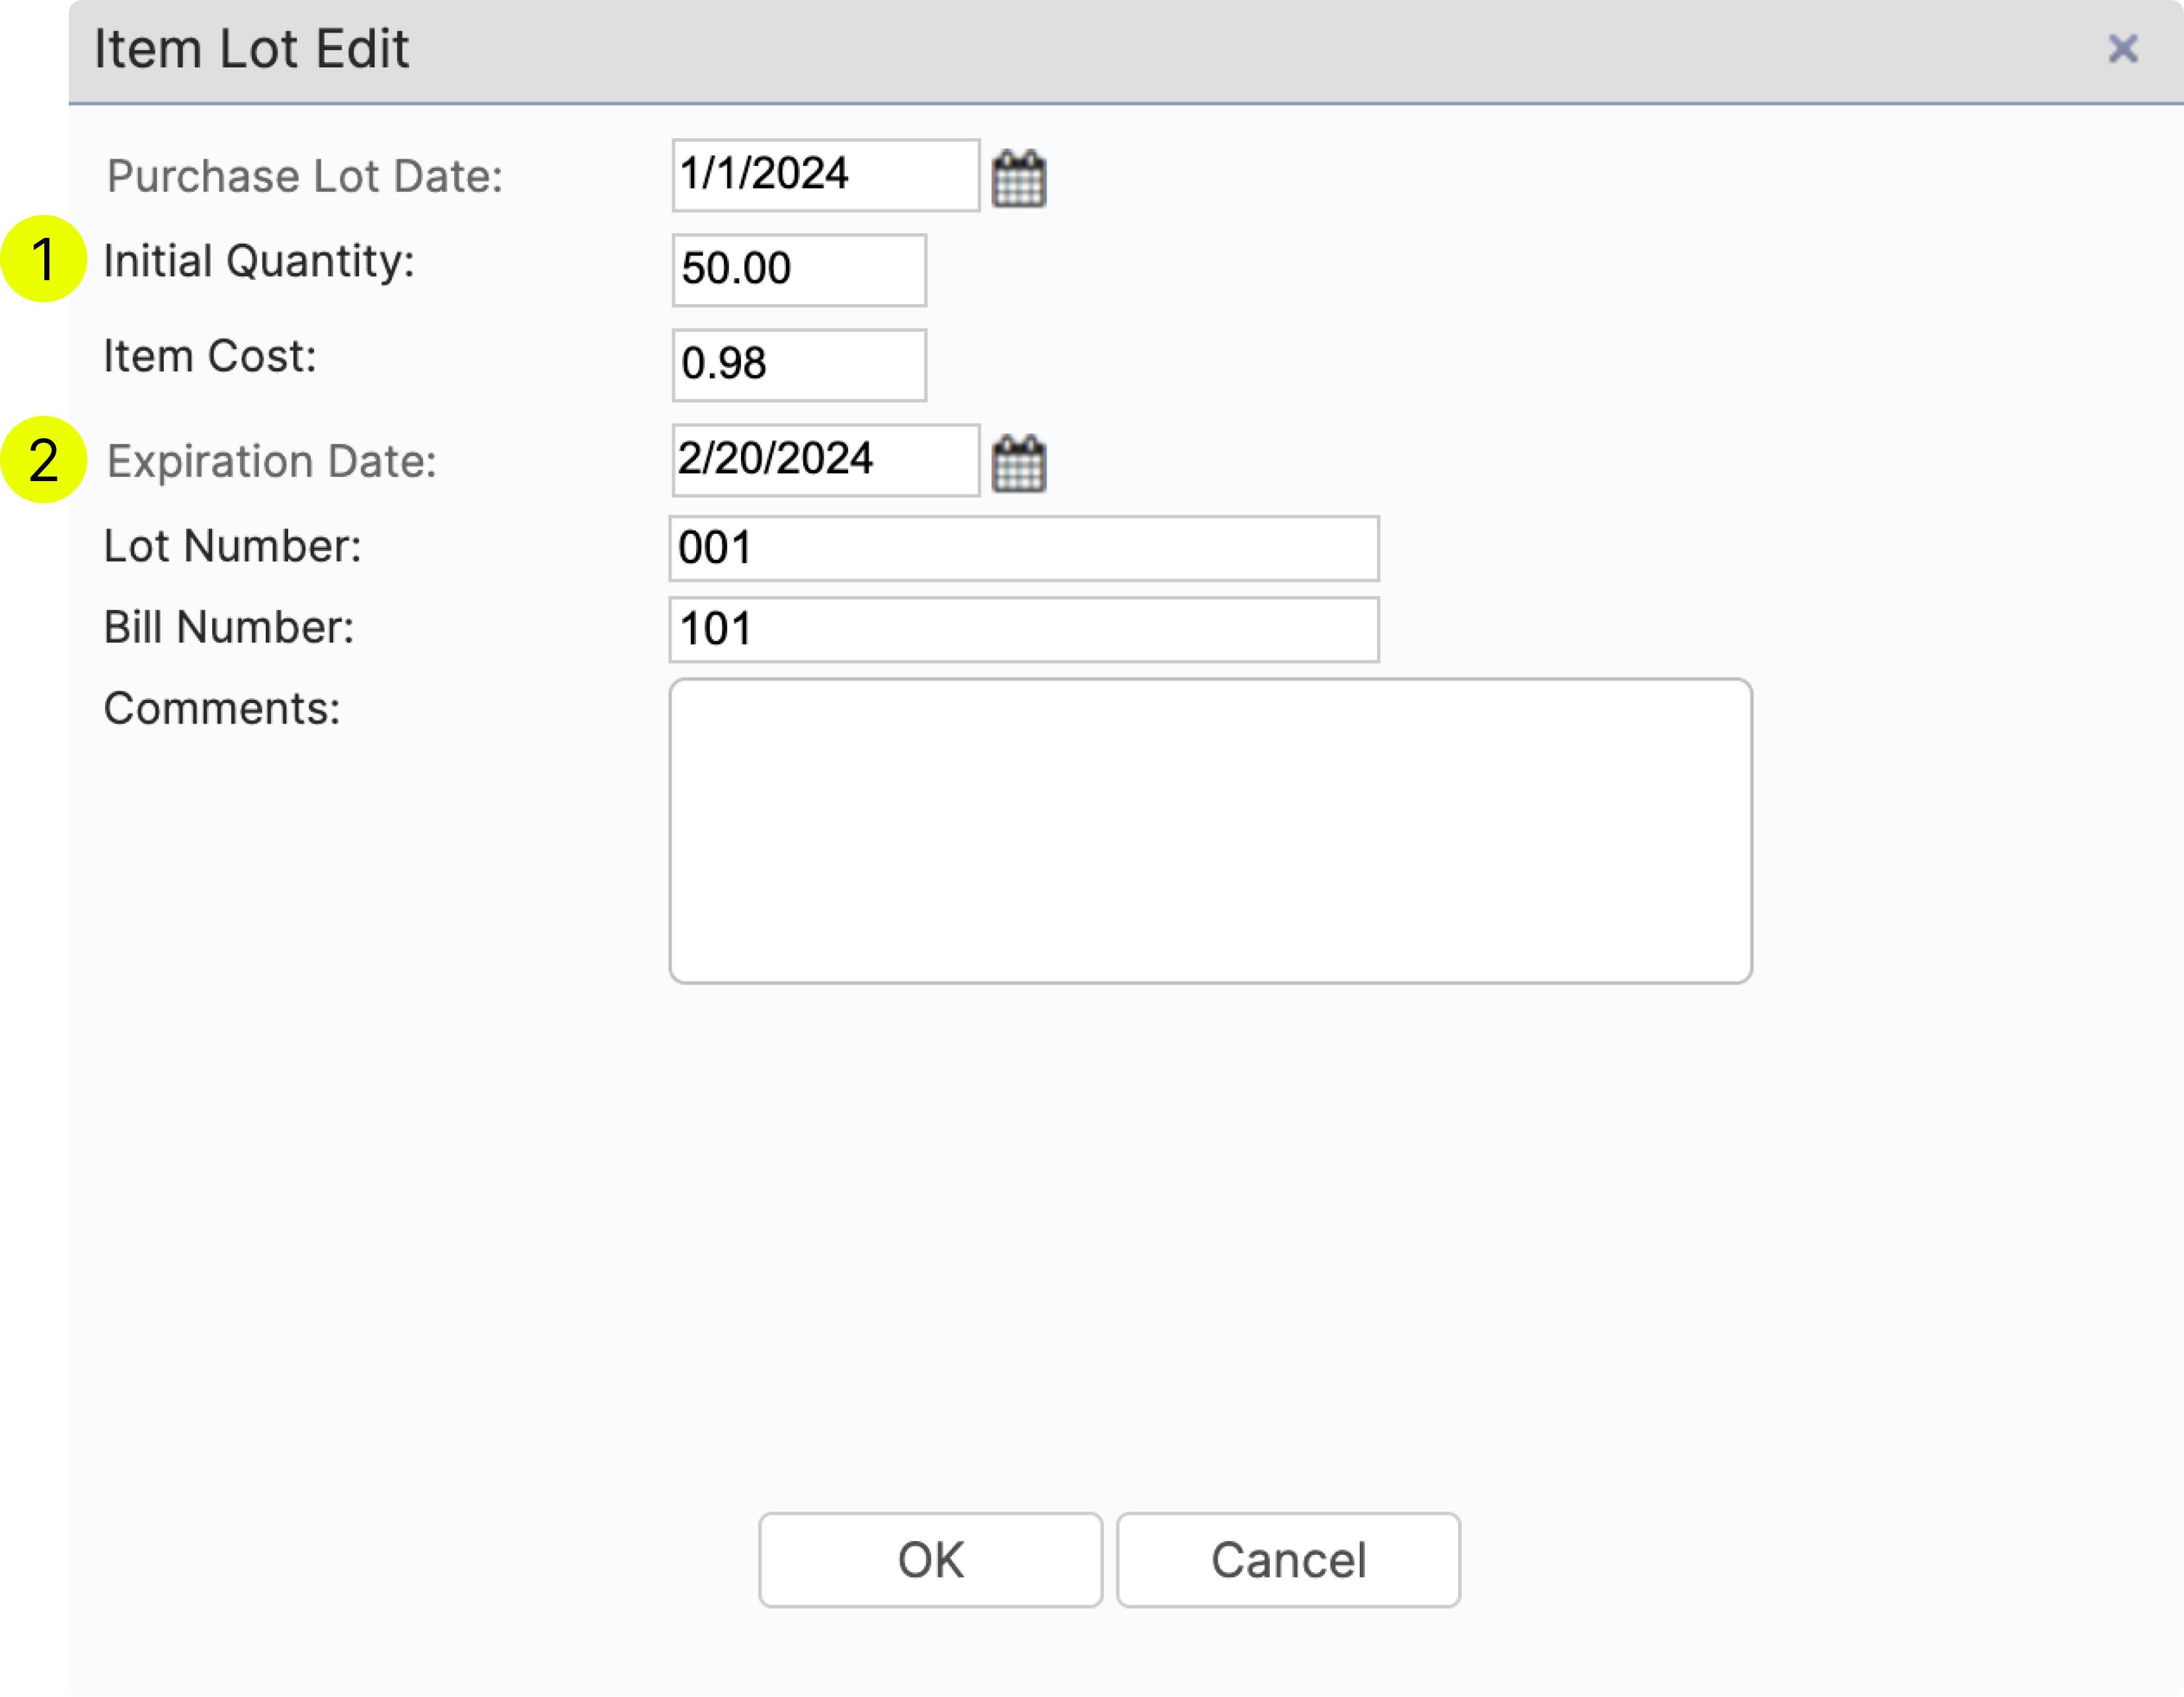 Item Lot Edit
Purchase Lot Date: 1/1/2024
1 Initial Quantity: 50.00
Item Cost: 0.98
2 Expiration Date: 2/20/2024
Lot Number: 001
Bill Number: 101
Comments:
OK Cancel